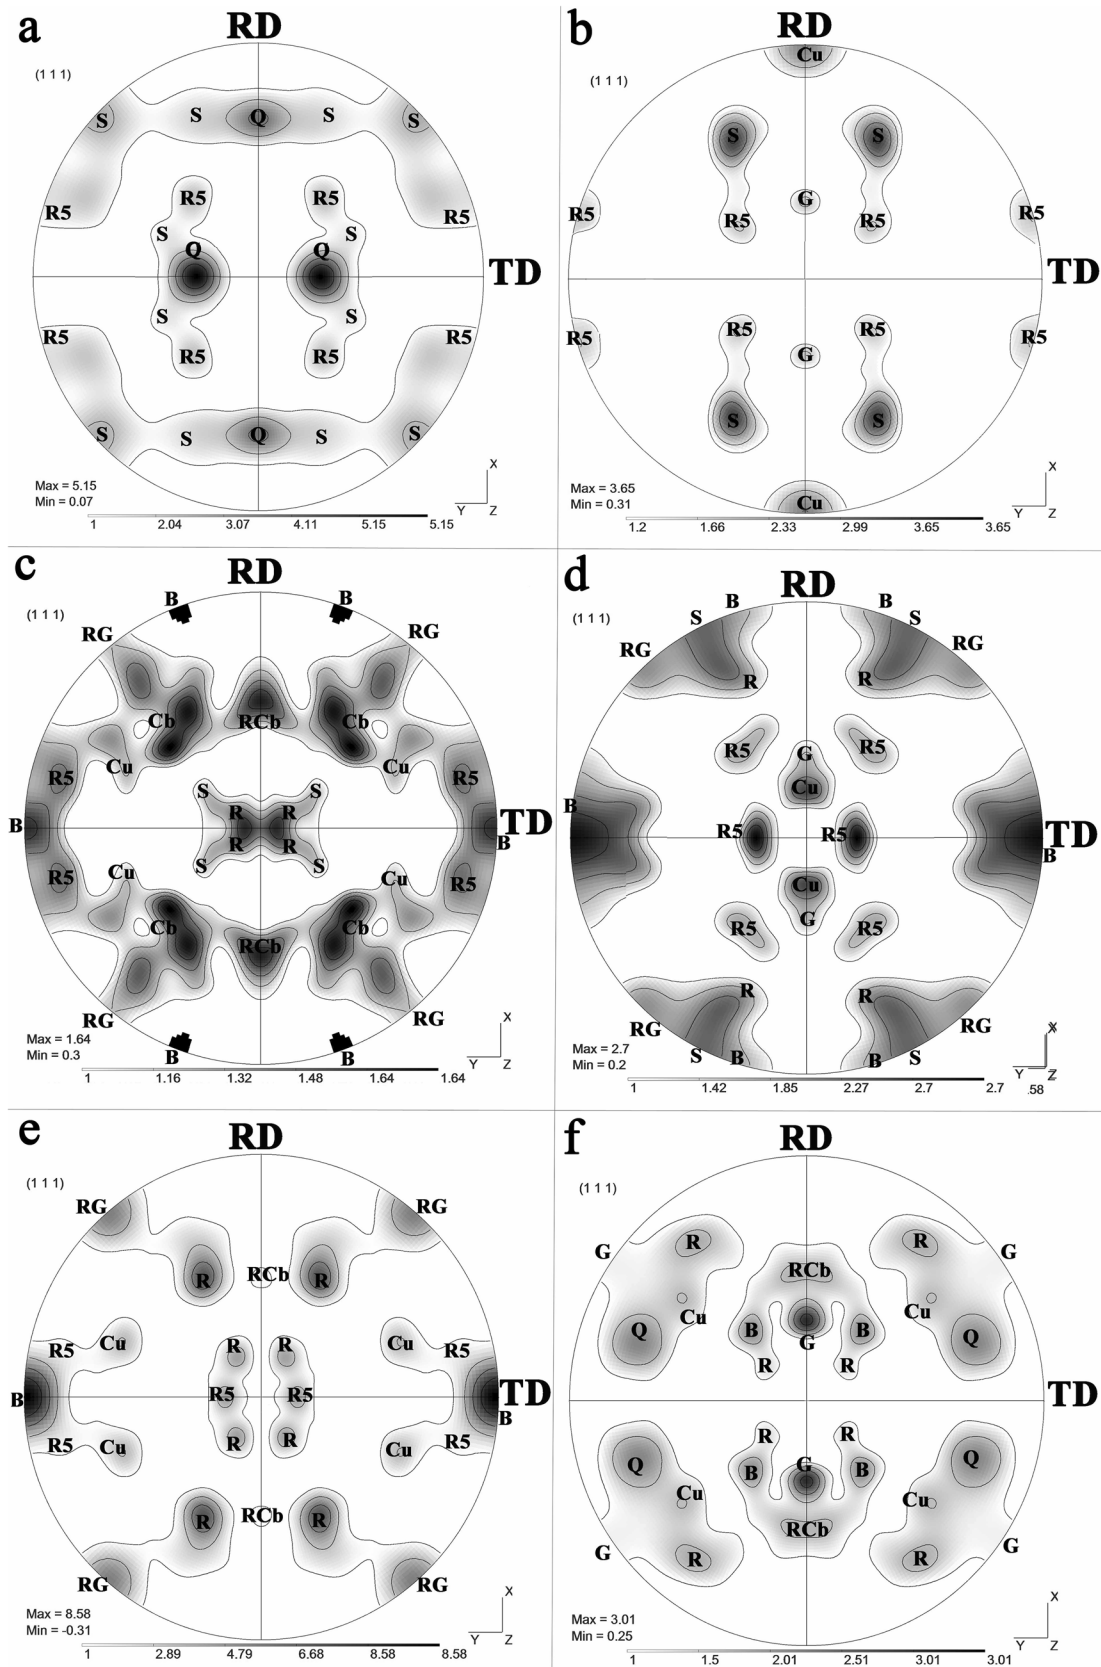 a
RD
(1 1 1)
S S Q S S
R5 R5
R5 R5
S S
Q Q
TD
S S
R5 R5
R5 R5
S S Q S S
Max = 5.15
Min = 0.07
X
Y Z
1 2.04 3.07 4.11 5.15 5.15
b
RD
Cu
(1 1 1)
S S
G
R5 R5
R5 R5
TD
R5 R5
R5 R5
G
S S
Cu
Max = 3.65
Min = 0.31
X
Y Z
1.2 1.66 2.33 2.99 3.65 3.65
c
RD
B B
(1 1 1)
RG RG
Cb RCb Cb
Cu Cu
R5 R5
S S
R R
B TD
B
R R
S S
Cu Cu
R5 R5
Cb Cb
RCb
RG RG
B B
Max = 1.64
Min = 0.3
X
Y Z
1 1.16 1.32 1.48 1.64 1.64
d
RD
B B
S S
(1 1 1)
RG RG
R R
R5 G R5
Cu
B
R5 R5
TD
B
Cu
G
R5 R5
R R
RG RG
S B B S
Max = 2.7
Min = 0.2
X
Y Z
1 1.42 1.85 2.27 2.7 2.7 .58
e
RD
(1 1 1)
RG RG
R RCb R
Cu Cu
R5 R R R5
B R5 R5 TD
B
R5 R R R5
Cu Cu
R RCb R
RG RG
Max = 8.58
Min = -0.31
X
Y Z
1 2.89 4.79 6.68 8.58 8.58
f
RD
(1 1 1)
G R R G
RCb
Cu Cu
Q B B Q
G
R R
TD
R R
Q B G B Q
Cu Cu
RCb
G R R G
Max = 3.01
Min = 0.25
X
Y Z
1 1.5 2.01 2.51 3.01 3.01